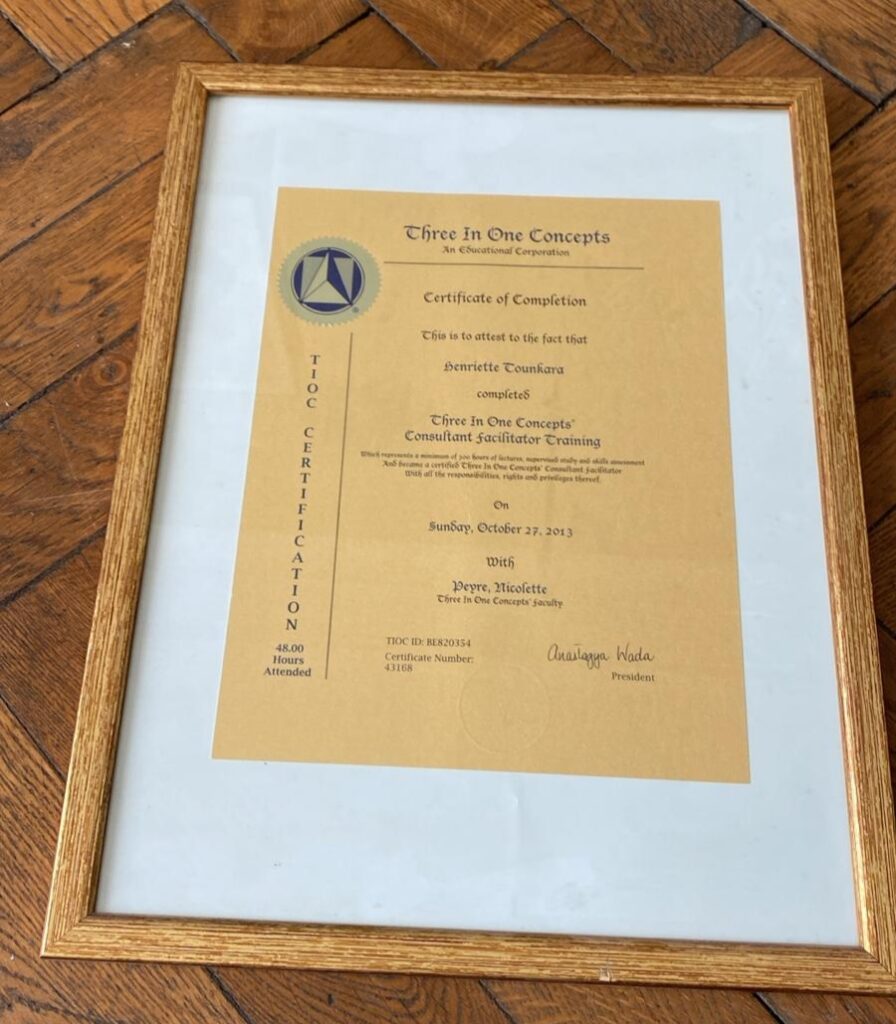 Three In One Concepts
An Educational Corporation
Certificate of Completion
This is to attest to the fact that
Henriette Tounkara
completed
Three In One Concepts'
Consultant Facilitator Training
Which represents a minimum of 300 hours of lectures, supervised study and skills assessment
And became a certified Three In One Concepts' Consultant Facilitator
With all the responsibilities, rights and privileges thereof.
On
Sunday, October 27, 2013
With
Peyre, Nicolette
Three In One Concepts' Faculty
TIOC CERTIFICATION
48.00
Hours
Attended
TIOC ID: BE820354
Certificate Number:
43168
Anastagya Wada
President